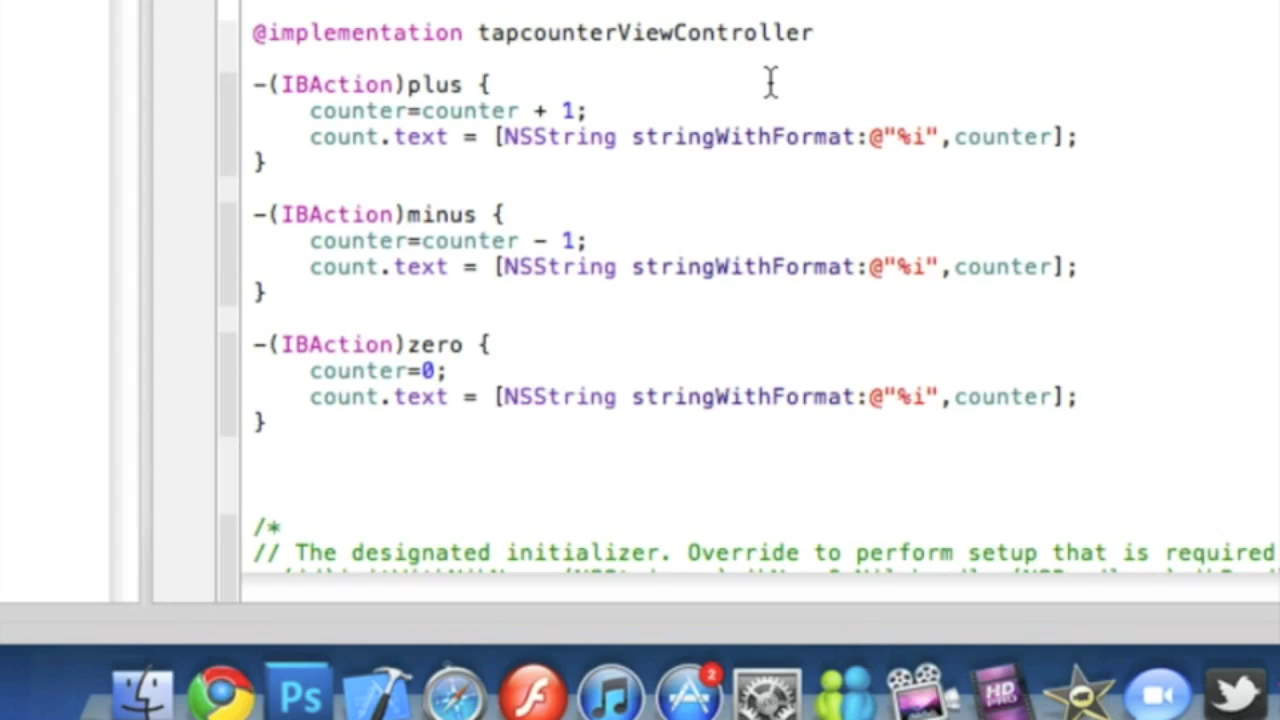 @implementation tapcounterViewController
-(IBAction)plus {
counter=counter + 1;
count.text = [NSString stringWithFormat:@"%i",counter];
}
-(IBAction)minus {
counter=counter - 1;
count.text = [NSString stringWithFormat:@"%i",counter];
}
-(IBAction)zero {
counter=0;
count.text = [NSString stringWithFormat:@"%i",counter];
}
/*
// The designated initializer. Override to perform setup that is required
Ps
2
HD